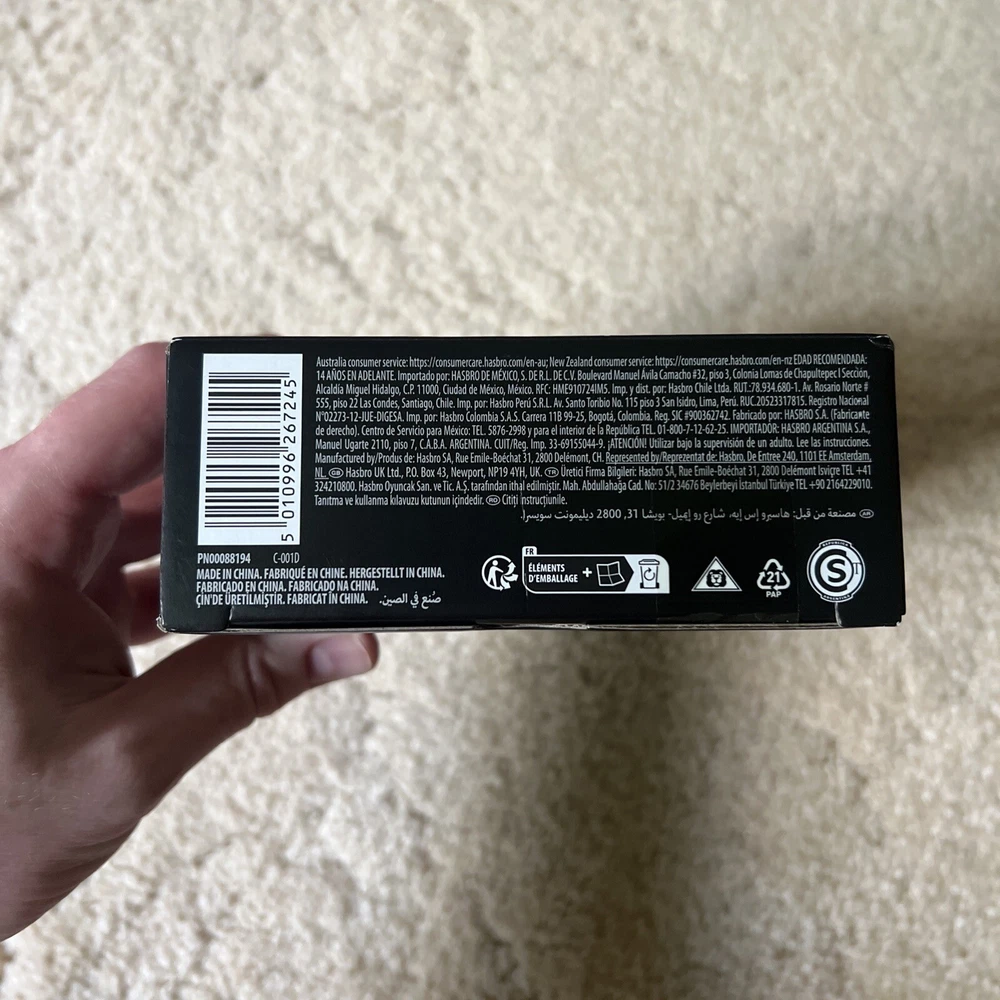 Australia consumer service: https://consumercare.hasbro.com/en-au; New Zealand consumer service: https://consumercare.hasbro.com/en-nz EDAD RECOMENDADA:
14 AÑOS EN ADELANTE. Importado por: HASBRO DE MÉXICO, S. DE R.L. DE C.V. Boulevard Manuel Ávila Camacho #32, piso 3, Colonia Lomas de Chapultepec I Sección,
Alcaldía Miguel Hidalgo, C.P. 11000, Ciudad de México, México. RFC: HME910724IM5. Imp. y dist. por: Hasbro Chile Ltd. RUT.:78.934.680-1, Av. Rosario Norte #
555, piso 22 Las Condes, Santiago, Chile. Imp. por: Hasbro Perú S.R.L. Av. Santo Toribio No. 115 piso 3 San Isidro, Lima, Perú. RUC 20523317815. Registro Nacional
N°02273-12-JUE-DIGESA. Imp. por: Hasbro Colombia S.A.S. Carrera 11B 99-25, Bogotá, Colombia. Reg. SIC #900362742. Fabricado por: HASBRO S.A. (Fabricante
de derecho). Centro de Servicio para México: TEL. 5876-2998 y para el interior de la República TEL. 01-800-7-12-62-25. IMPORTADOR: HASBRO ARGENTINA S.A.,
Manuel Ugarte 2110, piso 7, C.A.B.A. ARGENTINA. CUIT/Reg. Imp. 33-69155044-9. ¡ATENCIÓN! Utilizar bajo la supervisión de un adulto. Lee las instrucciones.
Manufactured by/Produs de: Hasbro SA, Rue Emile-Boéchat 31, 2800 Delémont, CH. Represented by/Reprezentat de: Hasbro, De Entree 240, 1101 EE Amsterdam,
NL. GB Hasbro UK Ltd., P.O. Box 43, Newport, NP19 4YH, UK. TR Üretici Firma Bilgileri: Hasbro SA, Rue Emile-Boéchat 31, 2800 Delémont İsviçre TEL +41
324210800. Hasbro Oyuncak San. ve Tic. A.Ş. tarafından ithal edilmiştir. Mah. Abdullahağa Cad. No: 51/2 34676 Beylerbeyi İstanbul Türkiye TEL +90 2164229010.
Tanıtma ve kullanma kılavuzu kutunun içindedir. RO Citiți instrucțiunile.
AR مصنعة من قبل: هاسبرو إس إيه، شارع رو إيميل- بويشا 31, 2800 ديليمونت سويسرا.
5 010996 267245
PN00088194 C-001D
MADE IN CHINA. FABRIQUÉ EN CHINE. HERGESTELLT IN CHINA.
FABRICADO EN CHINA. FABRICADO NA CHINA.
ÇİN'DE ÜRETİLMİŞTİR. FABRICAT ÎN CHINA. صُنع في الصين.
FR
ÉLÉMENTS
D'EMBALLAGE +
21
PAP
REPUBLICA
S
ARGENTINA